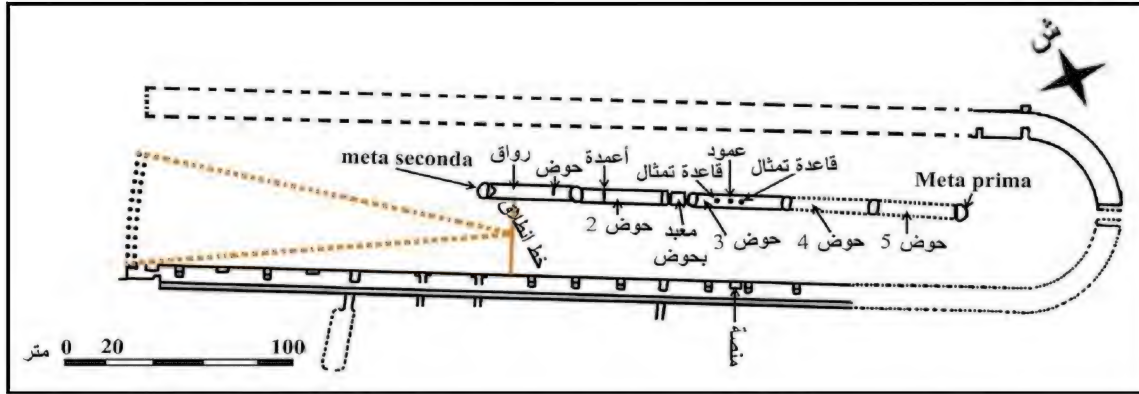 ش
meta seconda
رواق
حوض
أعمدة
قاعدة تمثال
عمود
قاعدة تمثال
Meta prima
خط انطلاق
حوض 2
معبد
بحوض
حوض 3
حوض 4
حوض 5
منصة
متر 0 20 100